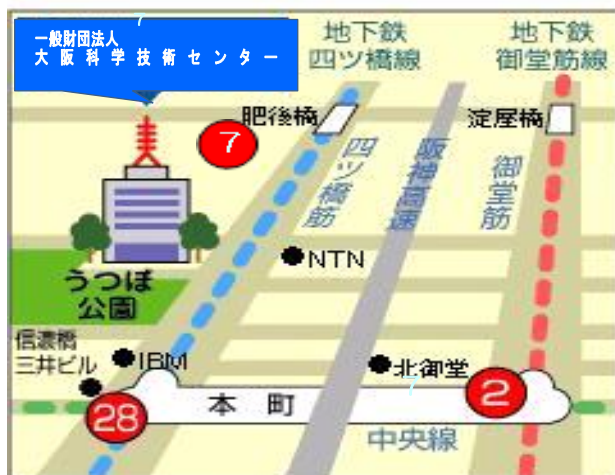 一般財団法人
大阪科学技術センター
地下鉄
四ツ橋線
地下鉄
御堂筋線
肥後橋
淀屋橋
7
四ツ橋筋
阪神高速
御堂筋
NTN
うつぼ
公園
信濃橋
三井ビル
IBM
北御堂
28
本町
2
中央線